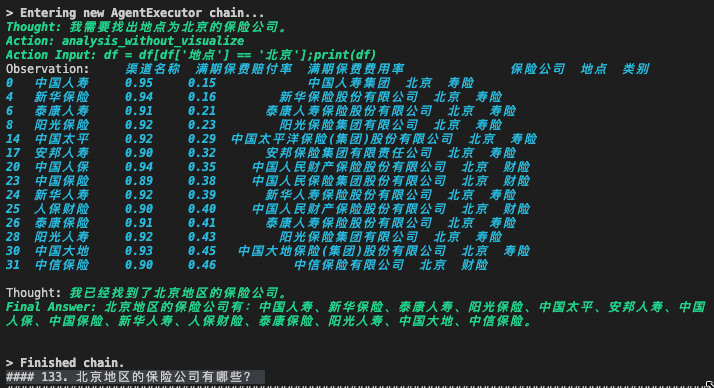 > Entering new AgentExecutor chain...
Thought: 我需要找出地点为北京的保险公司。
Action: analysis_without_visualize
Action Input: df = df[df['地点'] == '北京'];print(df)
Observation: 渠道名称 满期保费赔付率 满期保费费用率 保险公司 地点 类别
0 中国人寿 0.95 0.15 中国人寿集团 北京 寿险
4 新华保险 0.94 0.16 新华保险股份有限公司 北京 寿险
6 泰康人寿 0.91 0.21 泰康人寿保险股份有限公司 北京 寿险
8 阳光保险 0.92 0.23 阳光保险集团有限公司 北京 寿险
14 中国太平 0.92 0.29 中国太平洋保险(集团)股份有限公司 北京 寿险
17 安邦人寿 0.90 0.32 安邦保险集团有限责任公司 北京 寿险
20 中国人保 0.94 0.35 中国人民财产保险股份有限公司 北京 财险
23 中国保险 0.89 0.38 中国人民保险集团股份有限公司 北京 财险
24 新华人寿 0.92 0.39 新华人寿保险股份有限公司 北京 寿险
25 人保财险 0.90 0.40 中国人民财产保险股份有限公司 北京 财险
26 泰康保险 0.91 0.41 泰康人寿保险股份有限公司 北京 寿险
28 阳光人寿 0.92 0.43 阳光保险集团股份有限公司 北京 寿险
30 中国大地 0.93 0.45 中国大地保险(集团)股份有限公司 北京 寿险
31 中信保险 0.90 0.46 中信保险有限公司 北京 财险
Thought: 我已经找到了北京地区的保险公司。
Final Answer: 北京地区的保险公司有：中国人寿、新华保险、泰康人寿、阳光保险、中国太平、安邦人寿、中国
人保、中国保险、新华人寿、人保财险、泰康保险、阳光人寿、中国大地、中信保险。
> Finished chain.
#### 133. 北京地区的保险公司有哪些？